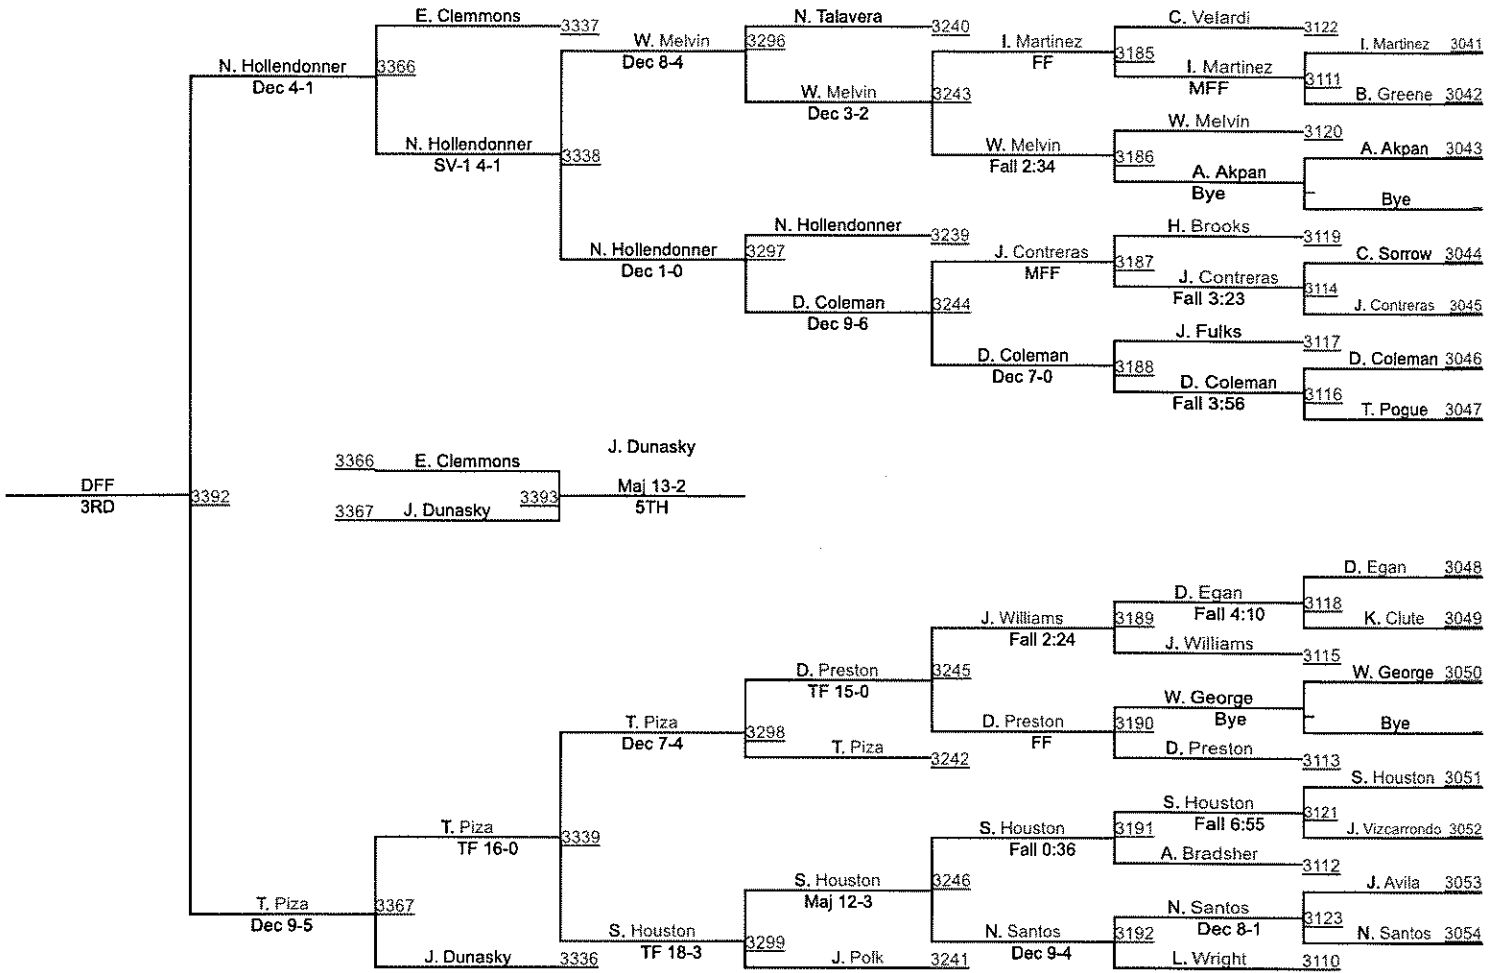 E. Clemmons
3337
N. Talavera
3240
C. Velardi
3122
W. Melvin
3296
Dec 8-4
I. Martinez
3185
FF
I. Martinez 3041
N. Hollendonner
3366
Dec 4-1
I. Martinez
3111
MFF
W. Melvin
3243
Dec 3-2
B. Greene 3042
W. Melvin
3120
N. Hollendonner
3338
SV-1 4-1
W. Melvin
3186
Fall 2:34
A. Akpan 3043
A. Akpan
Bye
Bye
N. Hollendonner
3239
H. Brooks
3119
N. Hollendonner
3297
Dec 1-0
J. Contreras
3187
MFF
C. Sorrow 3044
J. Contreras
3114
Fall 3:23
D. Coleman
3244
Dec 9-6
J. Contreras 3045
J. Fulks
3117
D. Coleman
3188
Dec 7-0
D. Coleman 3046
D. Coleman
3116
Fall 3:56
T. Pogue 3047
J. Dunasky
3366 E. Clemmons
DFF
3392
3RD
3393
Maj 13-2
5TH
3367 J. Dunasky
D. Egan 3048
D. Egan
3118
Fall 4:10
J. Williams
3189
Fall 2:24
K. Clute 3049
J. Williams
3115
D. Preston
3245
TF 15-0
W. George 3050
W. George
Bye
T. Piza
3298
Dec 7-4
D. Preston
3190
FF
Bye
T. Piza
3242
D. Preston
3113
S. Houston 3051
S. Houston
3121
Fall 6:55
T. Piza
3339
TF 16-0
S. Houston
3191
Fall 0:36
J. Vizcarrondo 3052
A. Bradsher
3112
S. Houston
3246
Maj 12-3
J. Avila 3053
T. Piza
3367
Dec 9-5
N. Santos
3123
Dec 8-1
S. Houston
3299
TF 18-3
N. Santos
3192
Dec 9-4
N. Santos 3054
J. Dunasky
3336
J. Polk
3241
L. Wright
3110